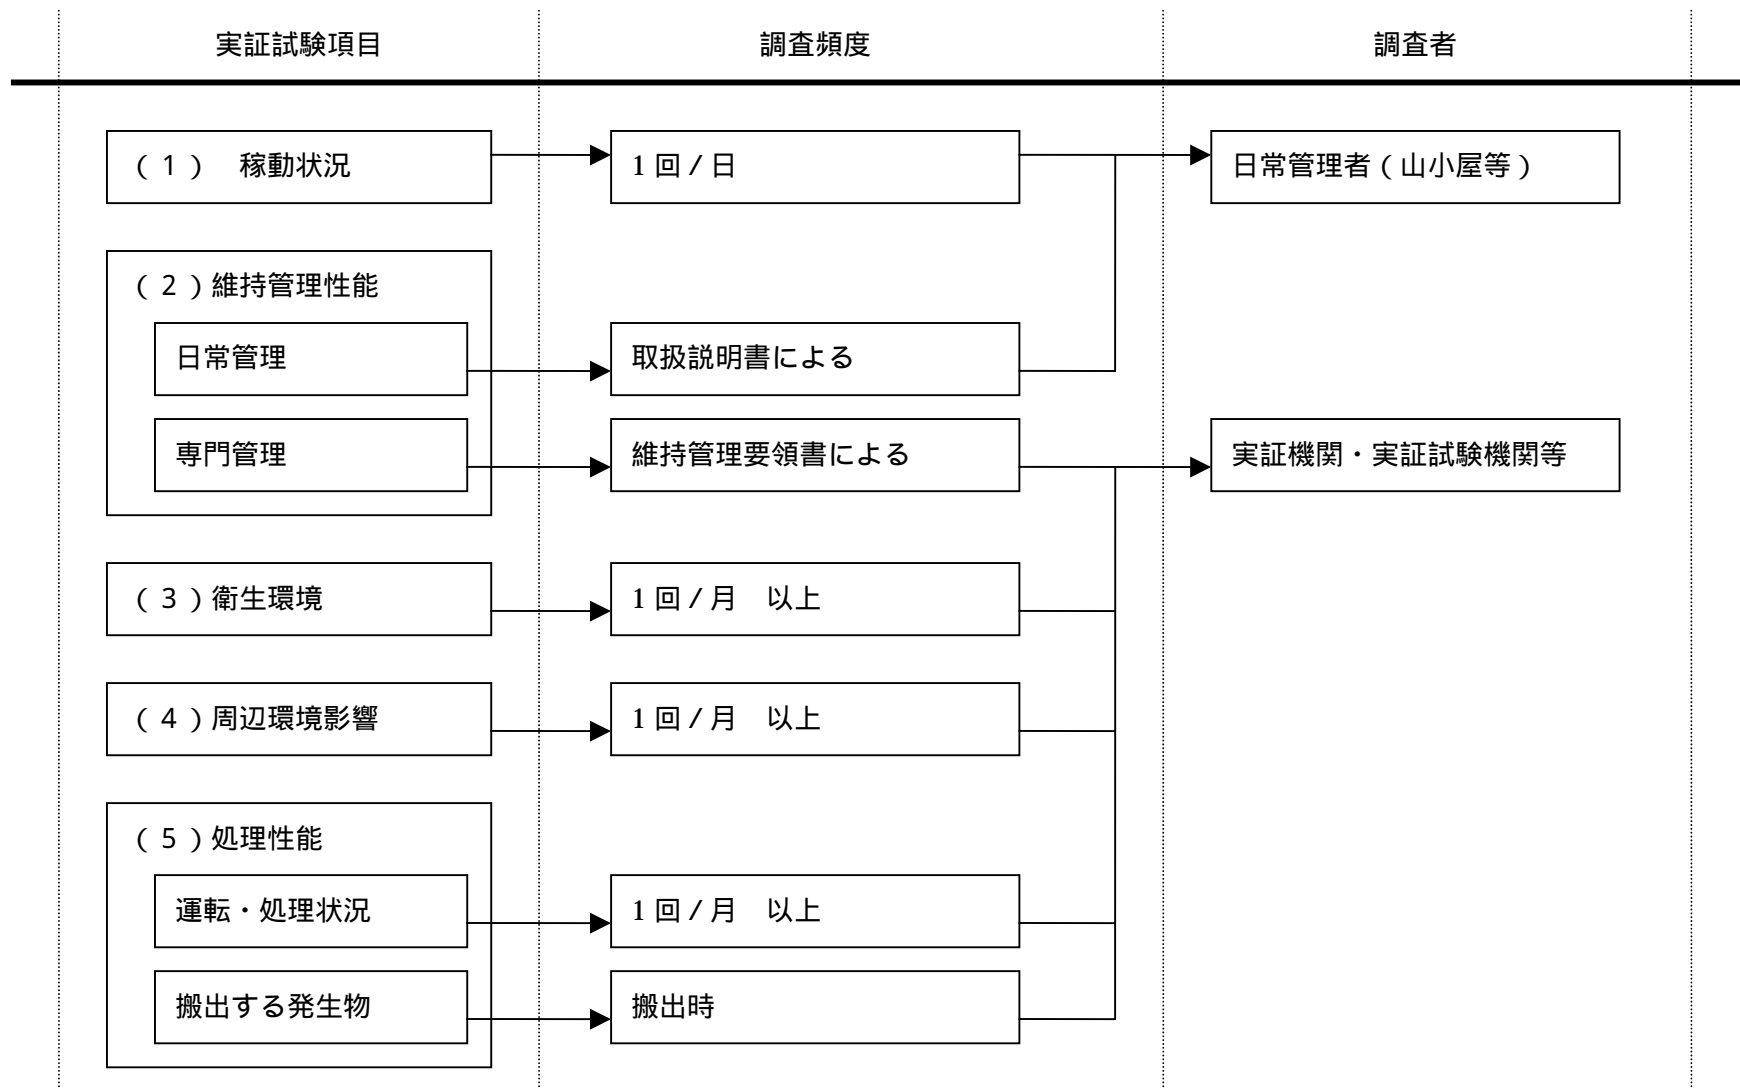 実証試験項目
調査頻度
調査者
（１）　稼動状況
1 回 / 日
日常管理者（山小屋等）
（２）維持管理性能
日常管理
取扱説明書による
専門管理
維持管理要領書による
実証機関・実証試験機関等
（３）衛生環境
1 回 / 月　以上
（４）周辺環境影響
1 回 / 月　以上
（５）処理性能
運転・処理状況
1 回 / 月　以上
搬出する発生物
搬出時